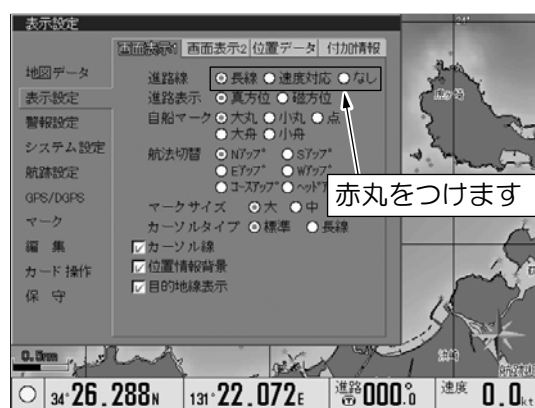 表示設定
画面表示1 画面表示2 位置データ 付加情報
地図データ
表示設定
警報設定
システム設定
航跡設定
GPS/DGPS
マーク
編 集
カード操作
保 守
進路線 長線 速度対応 なし
進路表示 真方位 磁方位
自船マーク 大丸 小丸 点
大舟 小舟
航法切替 Nアップ Sアップ
Eアップ Wアップ
コースアップ
マークサイズ 大 中
カーソルタイプ 標準 長線
カーソル線
位置情報背景
目的地線表示
赤丸をつけます
24'
虎ヶ崎
0.5nm
34°26.288N 131°22.072E 進路 000.0° 速度 0.0kt